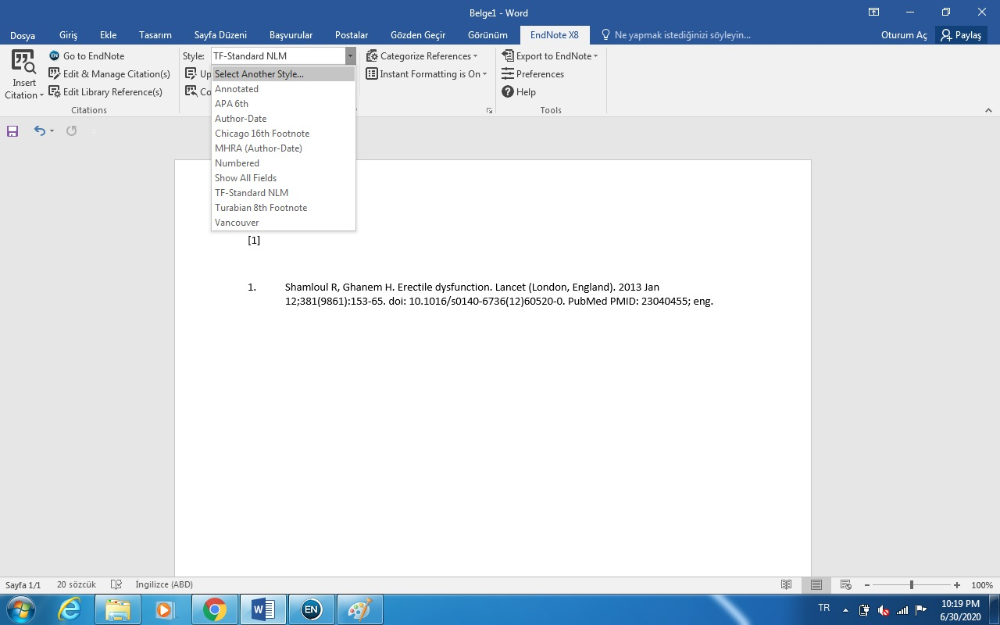 Belge1 - Word
Dosya Giriş Ekle Tasarım Sayfa Düzeni Başvurular Postalar Gözden Geçir Görünüm EndNote X8 Ne yapmak istediğinizi söyleyin... Oturum Aç Paylaş
Insert Citation
Go to EndNote
Edit & Manage Citation(s)
Edit Library Reference(s)
Citations
Style: TF-Standard NLM
Up
Co
Select Another Style...
Annotated
APA 6th
Author-Date
Chicago 16th Footnote
MHRA (Author-Date)
Numbered
Show All Fields
TF-Standard NLM
Turabian 8th Footnote
Vancouver
Categorize References
Instant Formatting is On
Export to EndNote
Preferences
Help
Tools
[1]
1. Shamloul R, Ghanem H. Erectile dysfunction. Lancet (London, England). 2013 Jan
12;381(9861):153-65. doi: 10.1016/s0140-6736(12)60520-0. PubMed PMID: 23040455; eng.
Sayfa 1/1 20 sözcük İngilizce (ABD) 100%
EN
TR
10:19 PM
6/30/2020